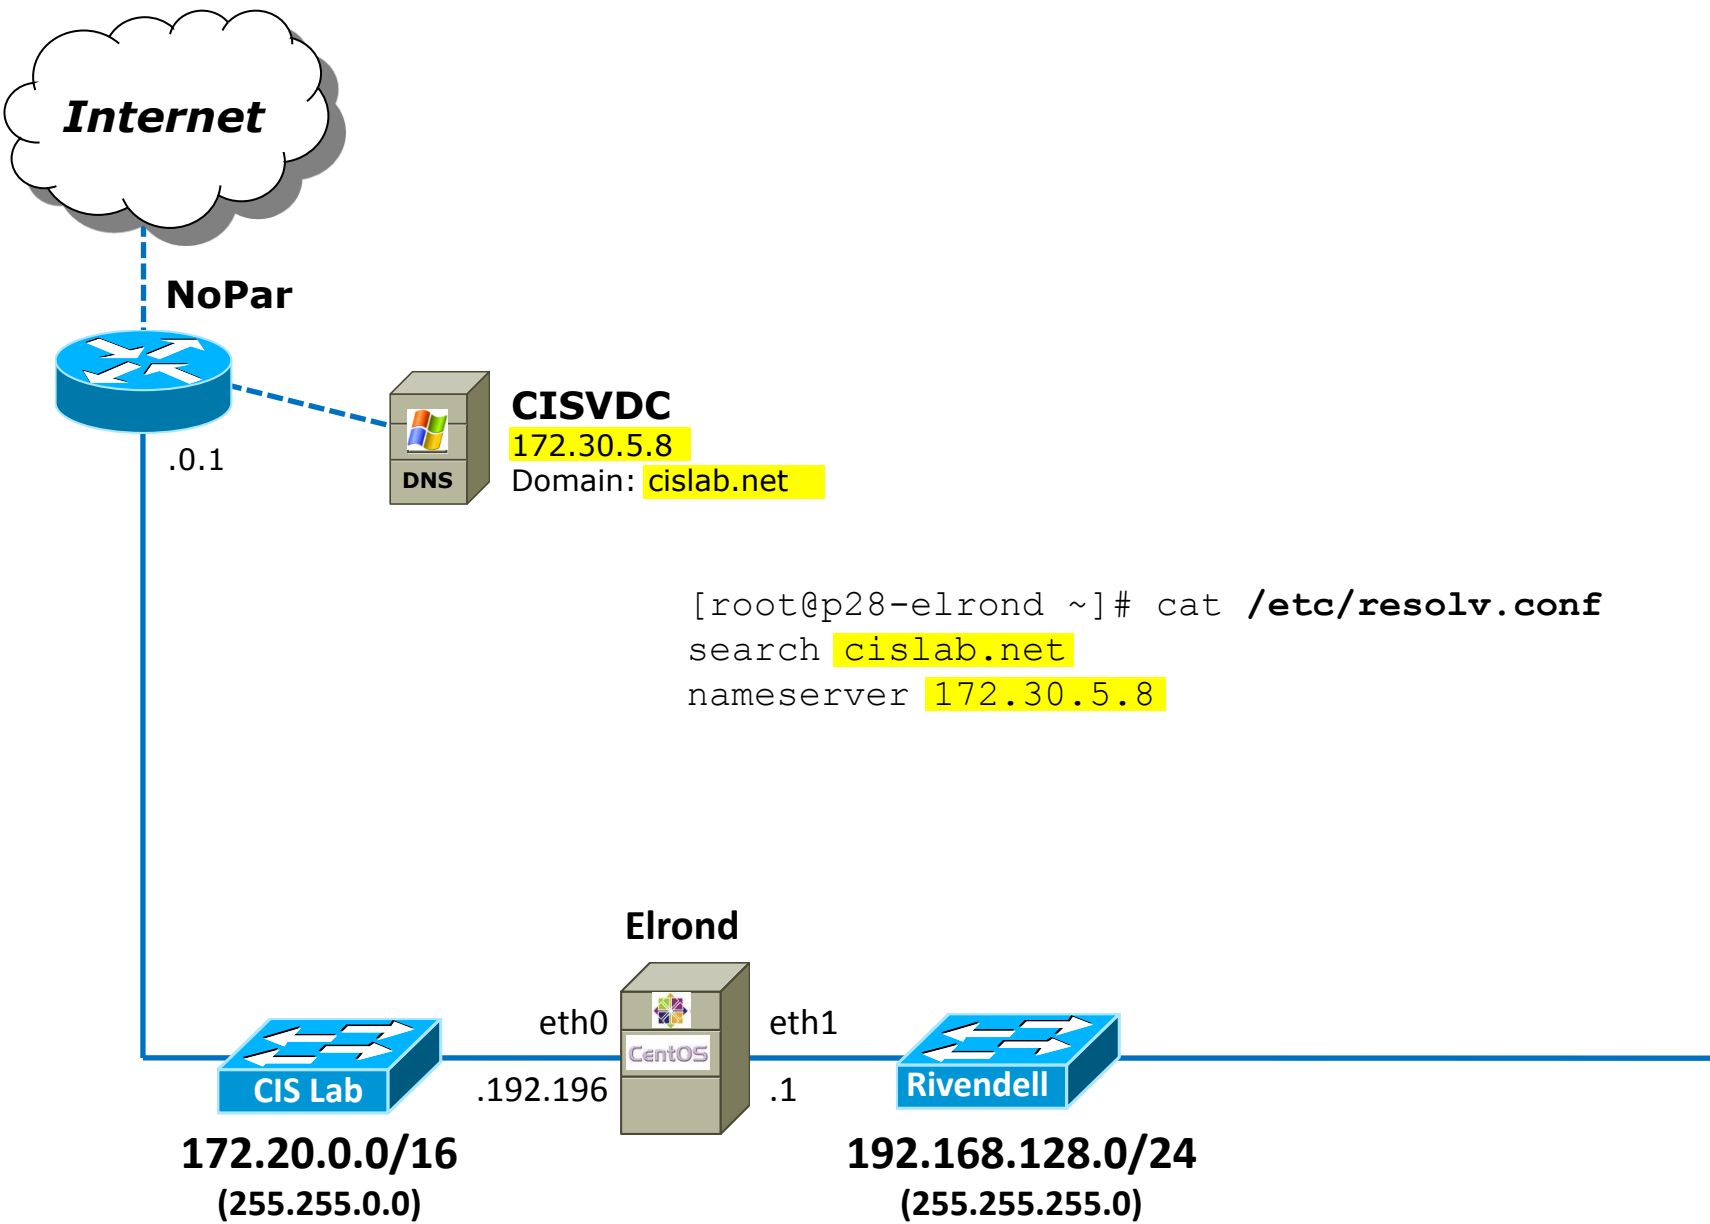 Internet
NoPar
.0.1
CISVDC
172.30.5.8
Domain: cislab.net
DNS
[root@p28-elrond ~]# cat /etc/resolv.conf
search cislab.net
nameserver 172.30.5.8
Elrond
eth0
eth1
CentOS
CIS Lab
.192.196
.1
Rivendell
172.20.0.0/16
(255.255.0.0)
192.168.128.0/24
(255.255.255.0)